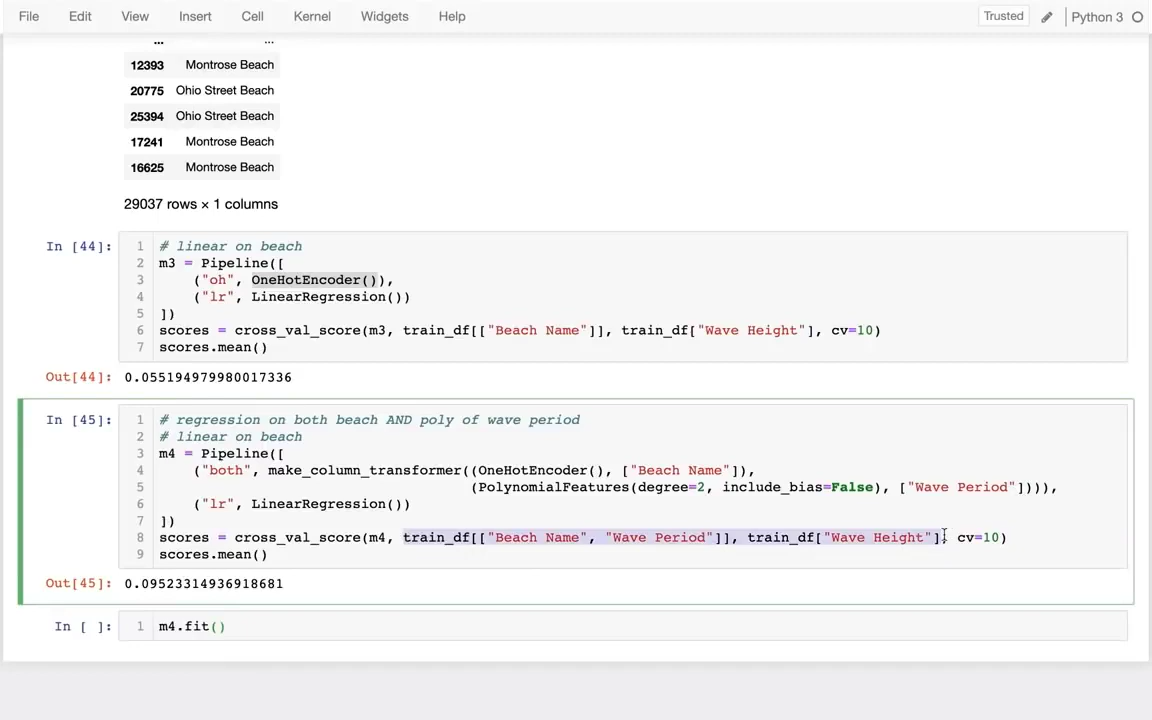 File Edit View Insert Cell Kernel Widgets Help Trusted Python 3
... ...
12393 Montrose Beach
20775 Ohio Street Beach
25394 Ohio Street Beach
17241 Montrose Beach
16625 Montrose Beach
29037 rows × 1 columns
In [44]:
1 # linear on beach
2 m3 = Pipeline([
3 ("oh", OneHotEncoder()),
4 ("lr", LinearRegression())
5 ])
6 scores = cross_val_score(m3, train_df[["Beach Name"]], train_df["Wave Height"], cv=10)
7 scores.mean()
Out[44]: 0.055194979980017336
In [45]:
1 # regression on both beach AND poly of wave period
2 # linear on beach
3 m4 = Pipeline([
4 ("both", make_column_transformer((OneHotEncoder(), ["Beach Name"]),
5 (PolynomialFeatures(degree=2, include_bias=False), ["Wave Period"]))),
6 ("lr", LinearRegression())
7 ])
8 scores = cross_val_score(m4, train_df[["Beach Name", "Wave Period"]], train_df["Wave Height"], cv=10)
9 scores.mean()
Out[45]: 0.09523314936918681
In [ ]: 1 m4.fit()